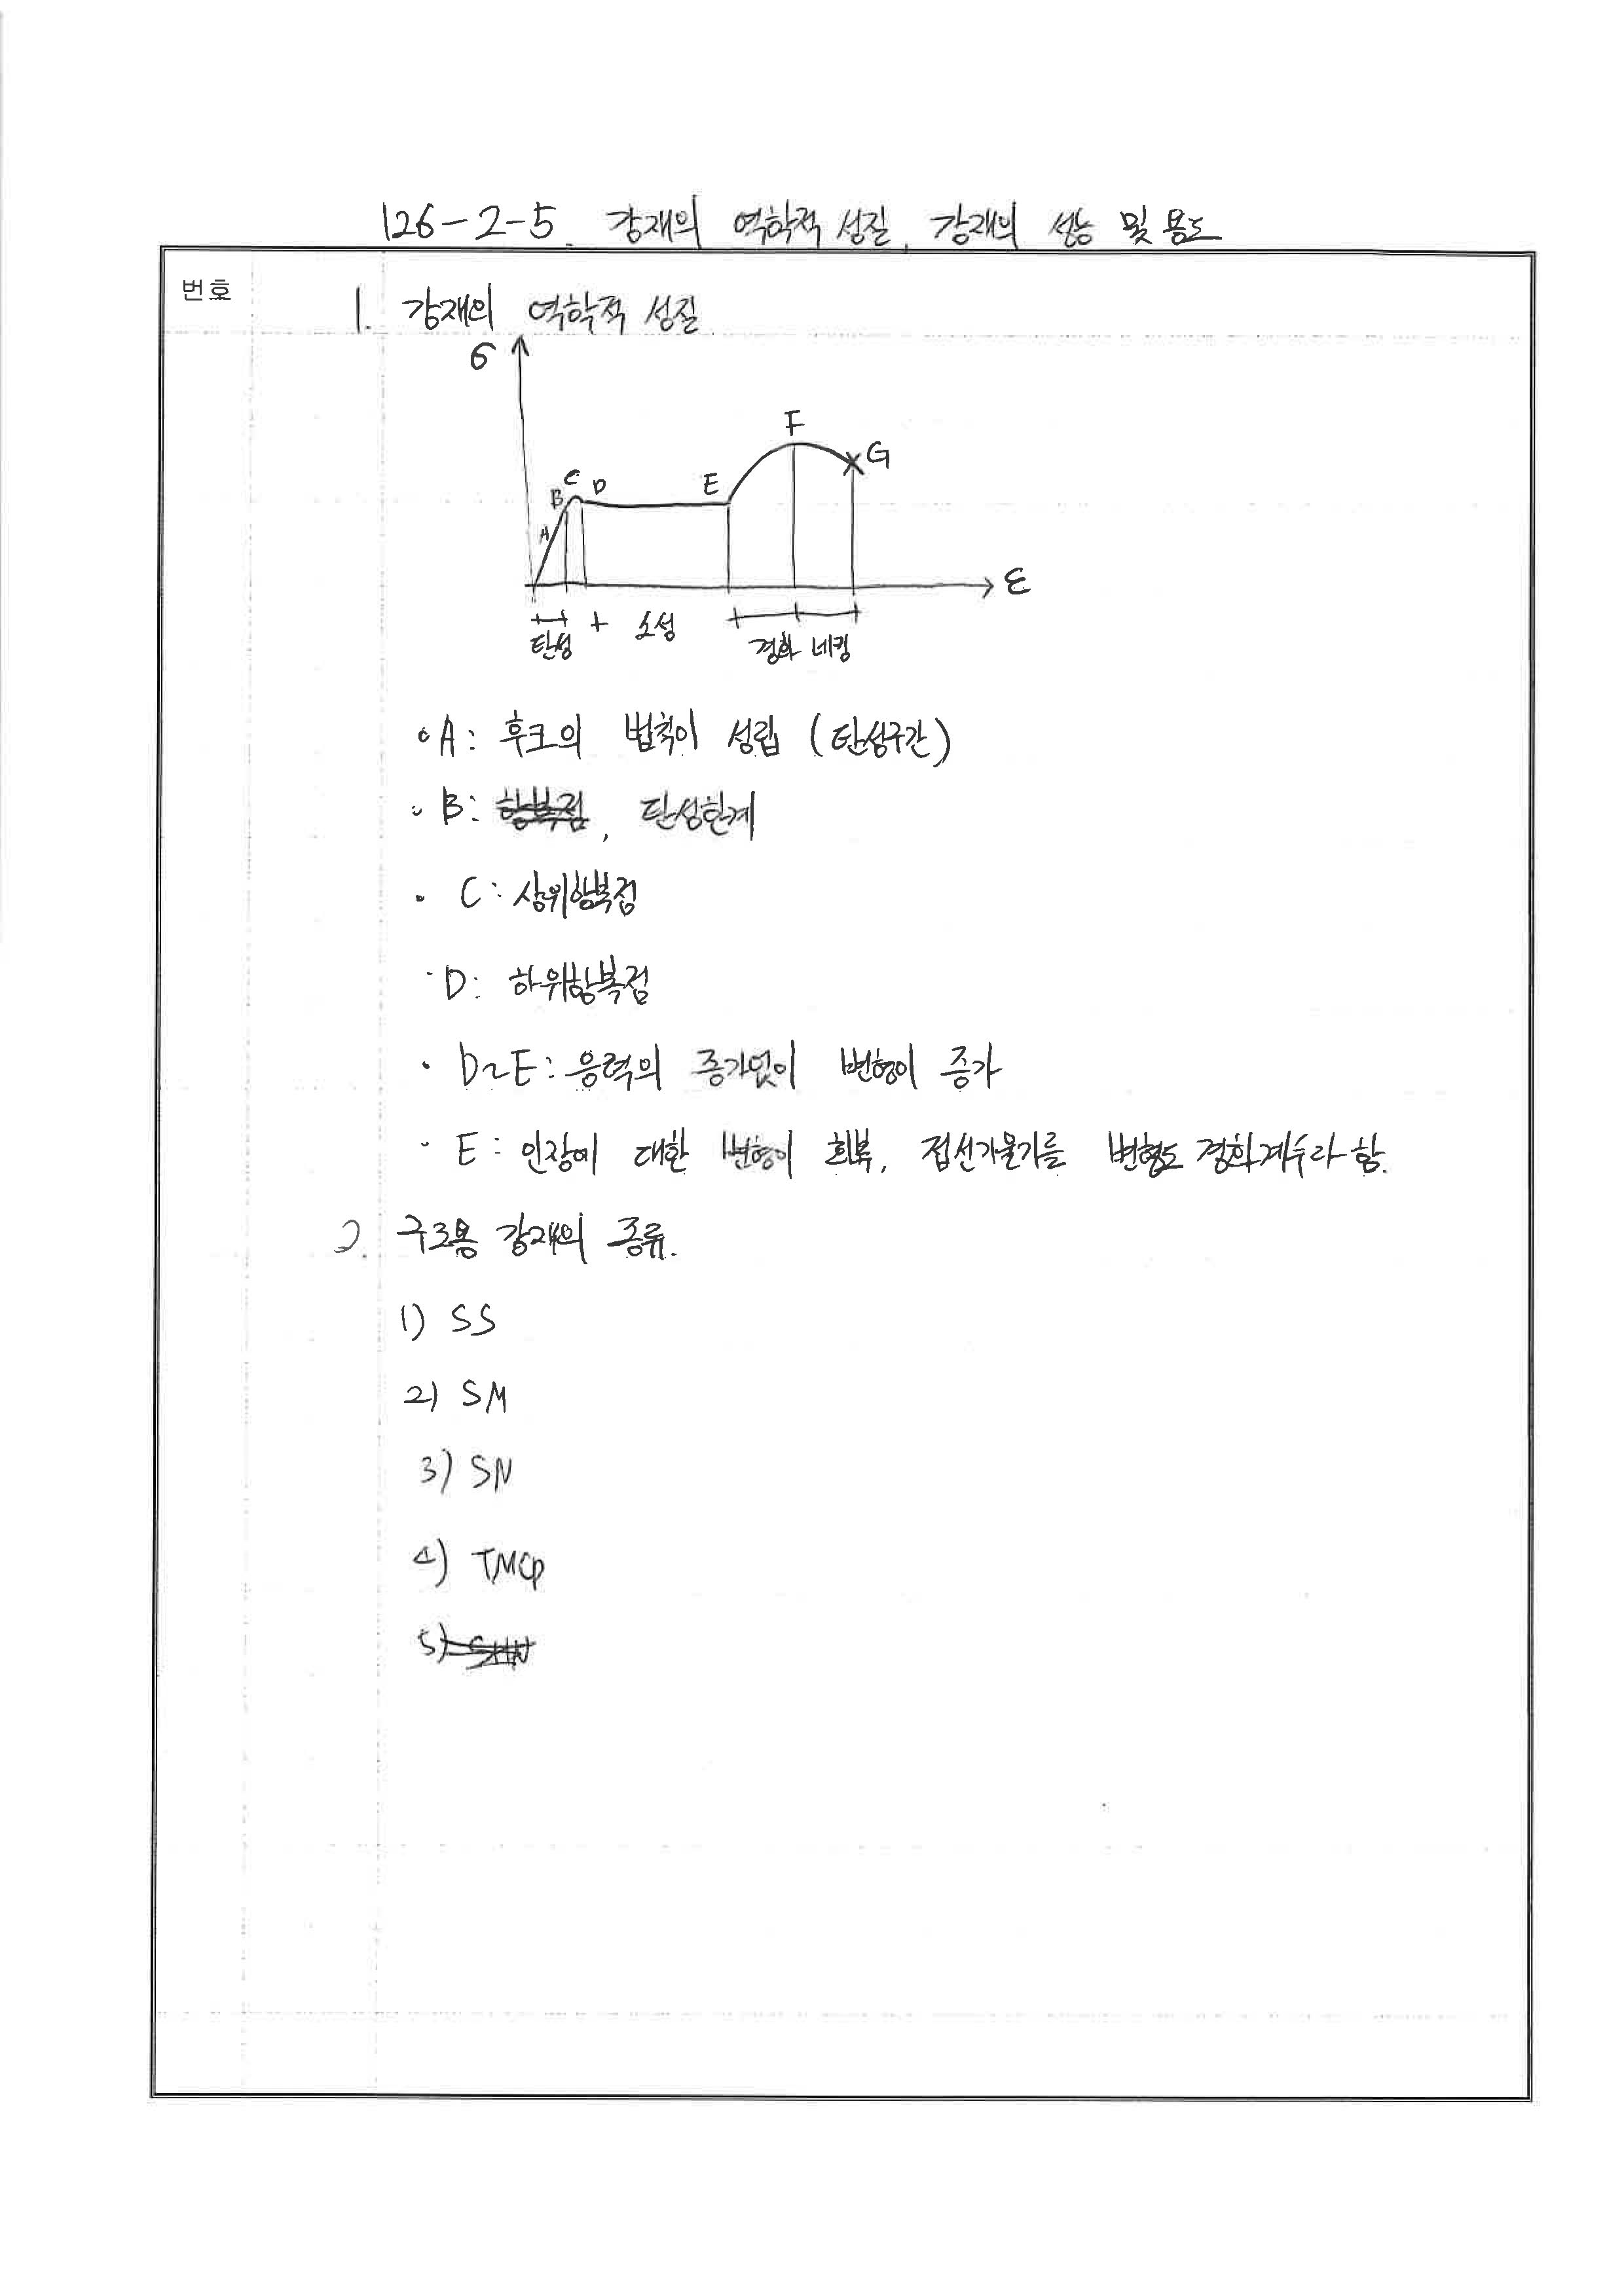 126-2-5. 강재의 역학적 성질, 강재의 성능 및 용도
번호
1. 강재의 역학적 성질
σ
F
G
C
B
D
E
A
ε
탄성 소성
경화 네킹
· A: 후크의 법칙이 성립 (탄성구간)
· B: 항복점, 탄성한계
· C: 상위항복점
· D: 하위항복점
· D~E: 응력의 증가없이 변형이 증가
· E: 인장에 대한 변형이 회복, 접선기울기를 변형도 경화계수라 함.
2. 구조용 강재의 종류.
1) SS
2) SM
3) SN
4) TMCP
5)